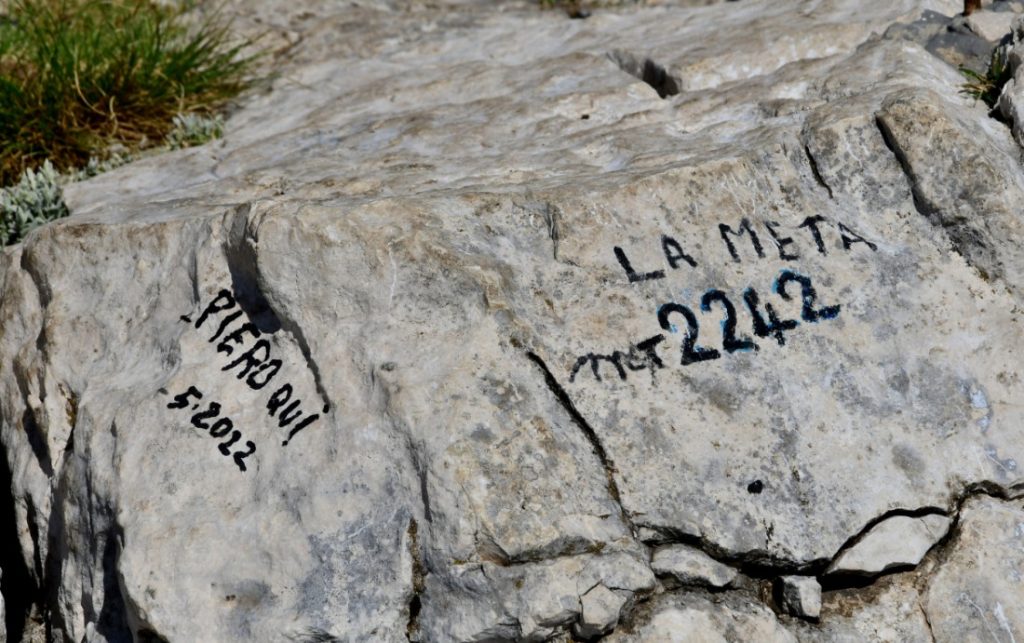 PIERO QUI
5-2022
LA META
mt 2242